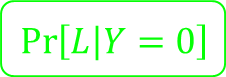 Pr[L|Y = 0]